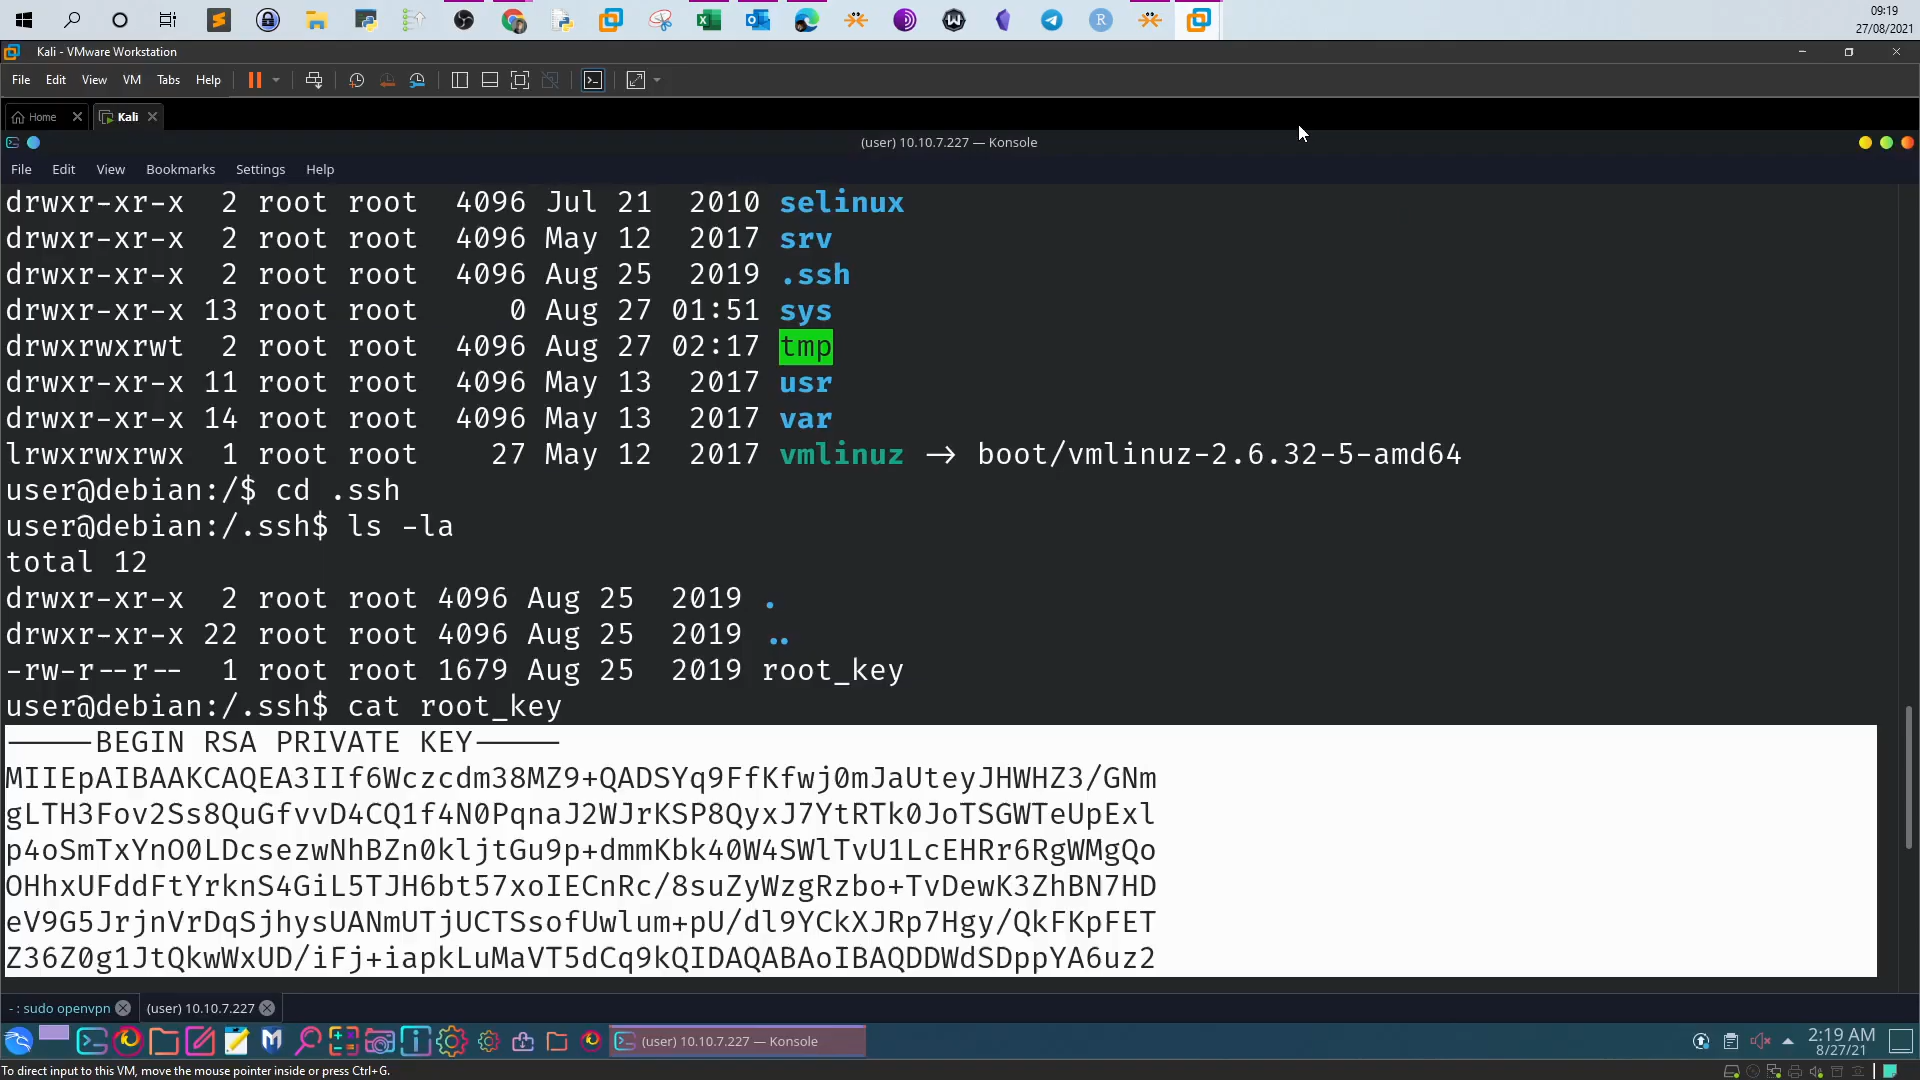 09:19
27/08/2021
Kali - VMware Workstation
File Edit View VM Tabs Help
Home Kali
(user) 10.10.7.227 — Konsole
File Edit View Bookmarks Settings Help
drwxr-xr-x 2 root root 4096 Jul 21 2010 selinux
drwxr-xr-x 2 root root 4096 May 12 2017 srv
drwxr-xr-x 2 root root 4096 Aug 25 2019 .ssh
drwxr-xr-x 13 root root 0 Aug 27 01:51 sys
drwxrwxrwt 2 root root 4096 Aug 27 02:17 tmp
drwxr-xr-x 11 root root 4096 May 13 2017 usr
drwxr-xr-x 14 root root 4096 May 13 2017 var
lrwxrwxrwx 1 root root 27 May 12 2017 vmlinuz -> boot/vmlinuz-2.6.32-5-amd64
user@debian:/$ cd .ssh
user@debian:/.ssh$ ls -la
total 12
drwxr-xr-x 2 root root 4096 Aug 25 2019 .
drwxr-xr-x 22 root root 4096 Aug 25 2019 ..
-rw-r--r-- 1 root root 1679 Aug 25 2019 root_key
user@debian:/.ssh$ cat root_key
-----BEGIN RSA PRIVATE KEY-----
MIIEpAIBAAKCAQEA3IIf6Wczcdm38MZ9+QADSYq9FfKfwj0mJaUteyJHWHZ3/GNm
gLTH3Fov2Ss8QuGfvvD4CQ1f4N0PqnaJ2WJrKSP8QyxJ7YtRTk0JoTSGWTeUpExl
p4oSmTxYnO0LDcsezwNhBZn0kljtGu9p+dmmKbk40W4SWlTvU1LcEHRr6RgWMgQo
OHhxUFddFtYrknS4GiL5TJH6bt57xoIECnRc/8suZyWzgRzbo+TvDewK3ZhBN7HD
eV9G5JrjnVrDqSjhysUANmUTjUCTSsofUwlum+pU/dl9YCkXJRp7Hgy/QkFKpFET
Z36Z0g1JtQkwWxUD/iFj+iapkLuMaVT5dCq9kQIDAQABAoIBAQDDWdSDppYA6uz2
- : sudo openvpn (user) 10.10.7.227
(user) 10.10.7.227 — Konsole
2:19 AM
8/27/21
To direct input to this VM, move the mouse pointer inside or press Ctrl+G.